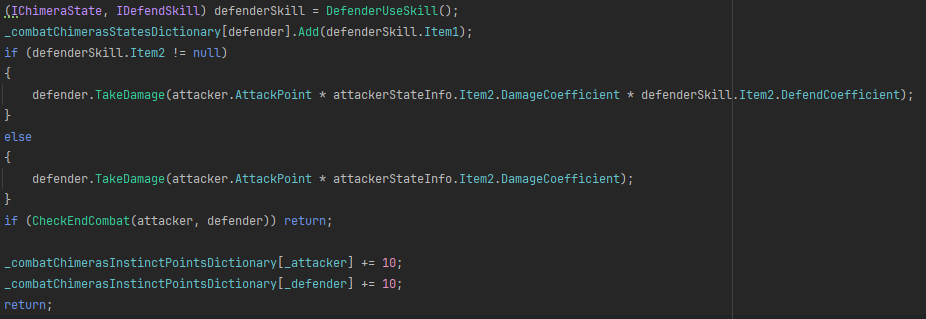 (IChimeraState, IDefendSkill) defenderSkill = DefenderUseSkill();
_combatChimerasStatesDictionary[defender].Add(defenderSkill.Item1);
if (defenderSkill.Item2 != null)
{
    defender.TakeDamage(attacker.AttackPoint * attackerStateInfo.Item2.DamageCoefficient * defenderSkill.Item2.DefendCoefficient);
}
else
{
    defender.TakeDamage(attacker.AttackPoint * attackerStateInfo.Item2.DamageCoefficient);
}
if (CheckEndCombat(attacker, defender)) return;

_combatChimerasInstinctPointsDictionary[_attacker] += 10;
_combatChimerasInstinctPointsDictionary[_defender] += 10;
return;